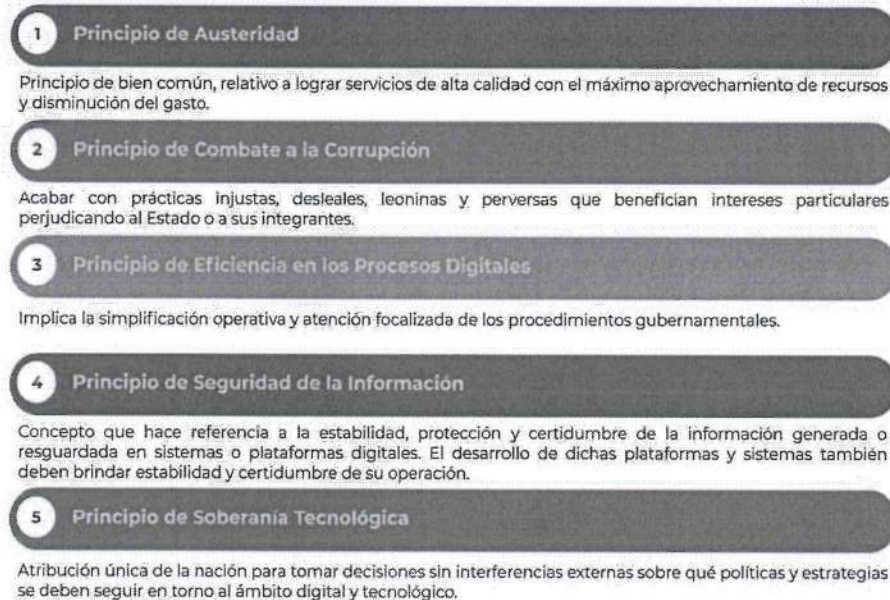 1 Principio de Austeridad
Principio de bien común, relativo a lograr servicios de alta calidad con el máximo aprovechamiento de recursos
y disminución del gasto.
2 Principio de Combate a la Corrupción
Acabar con prácticas injustas, desleales, leoninas y perversas que benefician intereses particulares
perjudicando al Estado o a sus integrantes.
3 Principio de Eficiencia en los Procesos Digitales
Implica la simplificación operativa y atención focalizada de los procedimientos gubernamentales.
4 Principio de Seguridad de la Información
Concepto que hace referencia a la estabilidad, protección y certidumbre de la información generada o
resguardada en sistemas o plataformas digitales. El desarrollo de dichas plataformas y sistemas también
deben brindar estabilidad y certidumbre de su operación.
5 Principio de Soberanía Tecnológica
Atribución única de la nación para tomar decisiones sin interferencias externas sobre qué políticas y estrategias
se deben seguir en torno al ámbito digital y tecnológico.